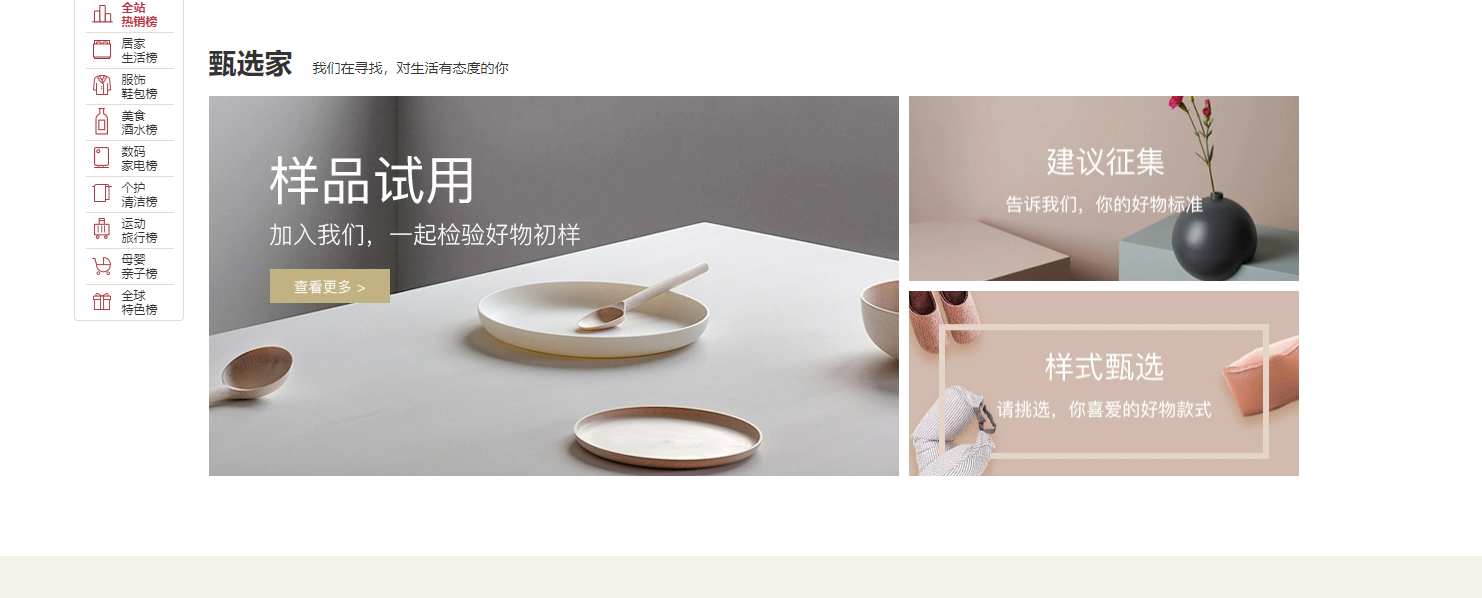 全站
热销榜
居家
生活榜
服饰
鞋包榜
美食
酒水榜
数码
家电榜
个护
清洁榜
运动
旅行榜
母婴
亲子榜
全球
特色榜
甄选家
我们在寻找，对生活有态度的你
样品试用
加入我们，一起检验好物初样
查看更多 >
建议征集
告诉我们，你的好物标准
样式甄选
请挑选，你喜爱的好物款式